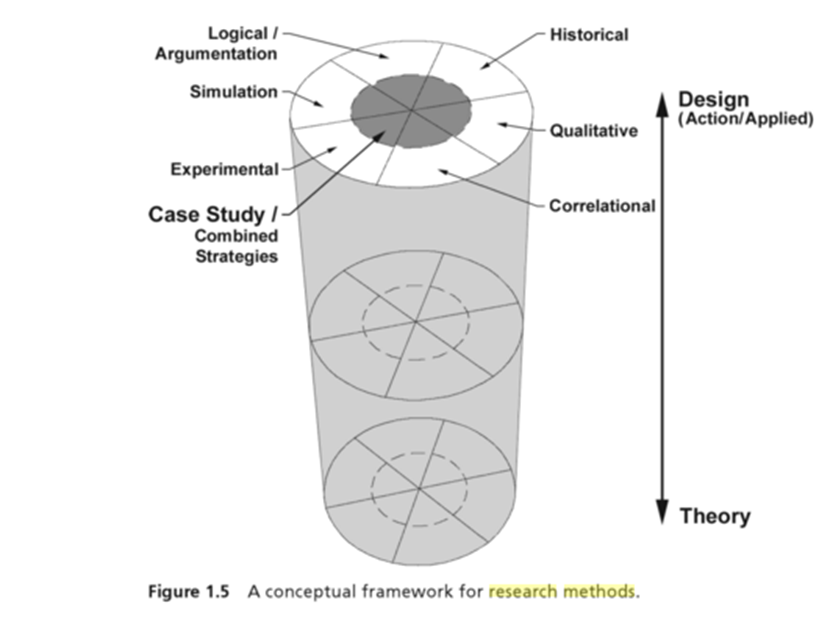 Logical /
Argumentation
Simulation
Experimental
Case Study /
Combined
Strategies
Historical
Qualitative
Correlational
Design
(Action/Applied)
Theory
Figure 1.5 A conceptual framework for research methods.